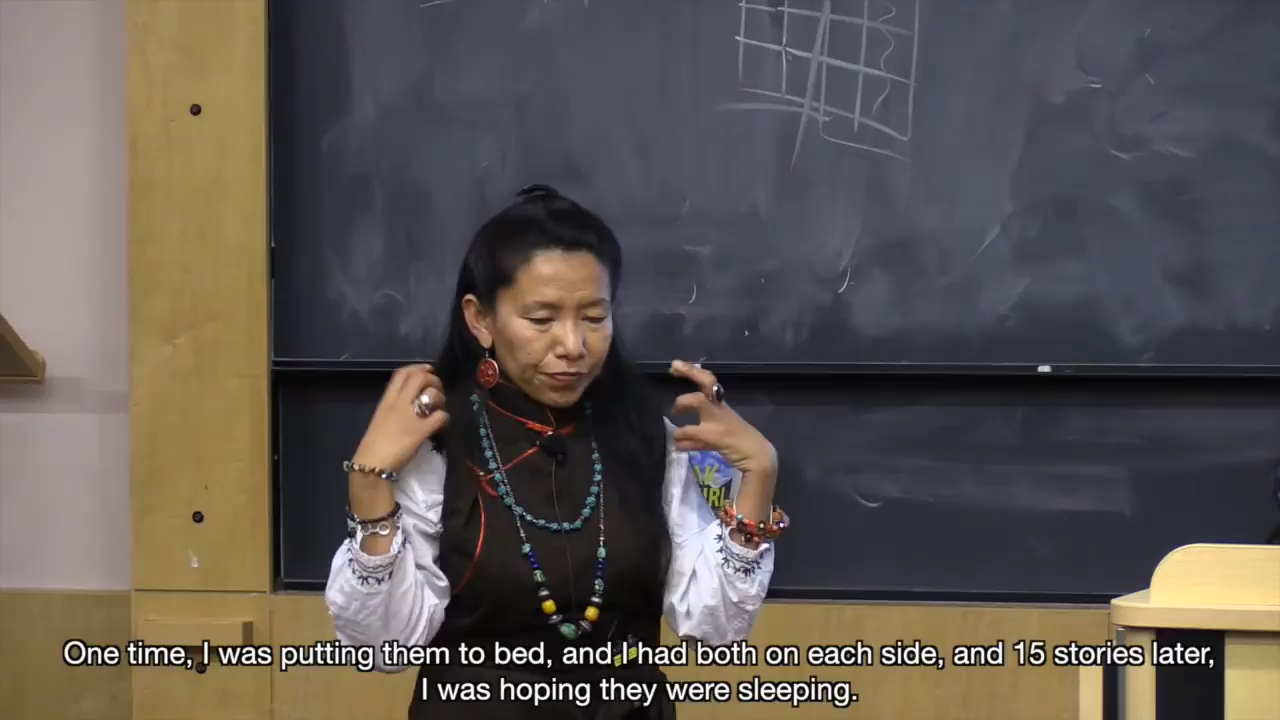 One time, I was putting them to bed, and I had both on each side, and 15 stories later,
I was hoping they were sleeping.